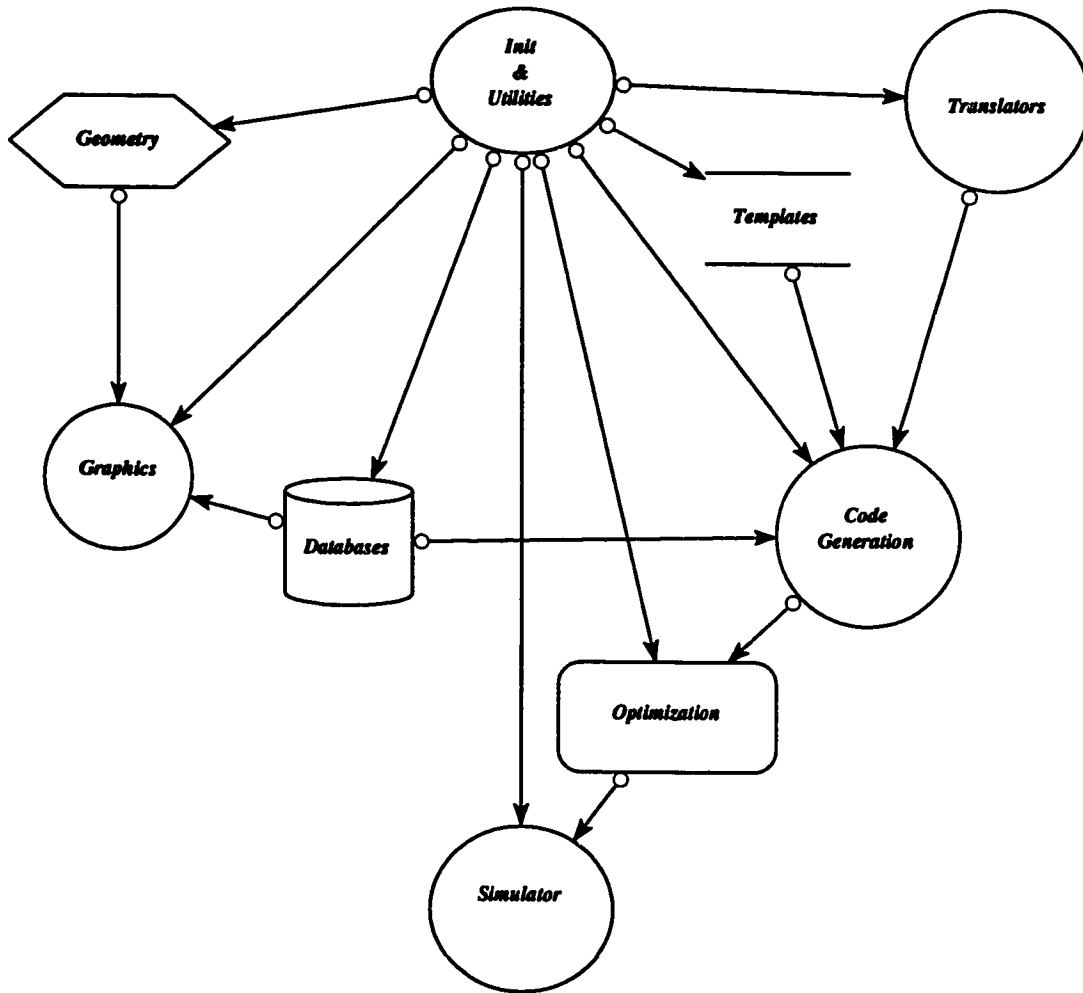 Init
&
Utilities
Translators
Geometry
Templates
Graphics
Databases
Code
Generation
Optimization
Simulator